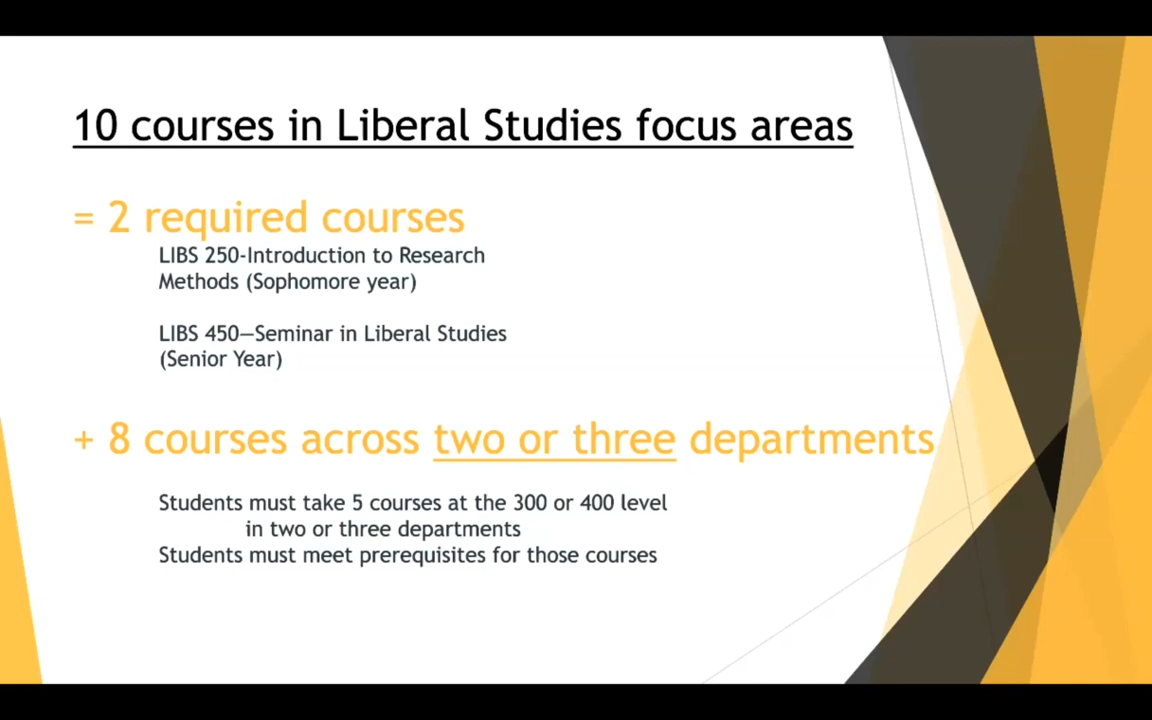 10 courses in Liberal Studies focus areas
= 2 required courses
LIBS 250-Introduction to Research
Methods (Sophomore year)
LIBS 450—Seminar in Liberal Studies
(Senior Year)
+ 8 courses across two or three departments
Students must take 5 courses at the 300 or 400 level
in two or three departments
Students must meet prerequisites for those courses